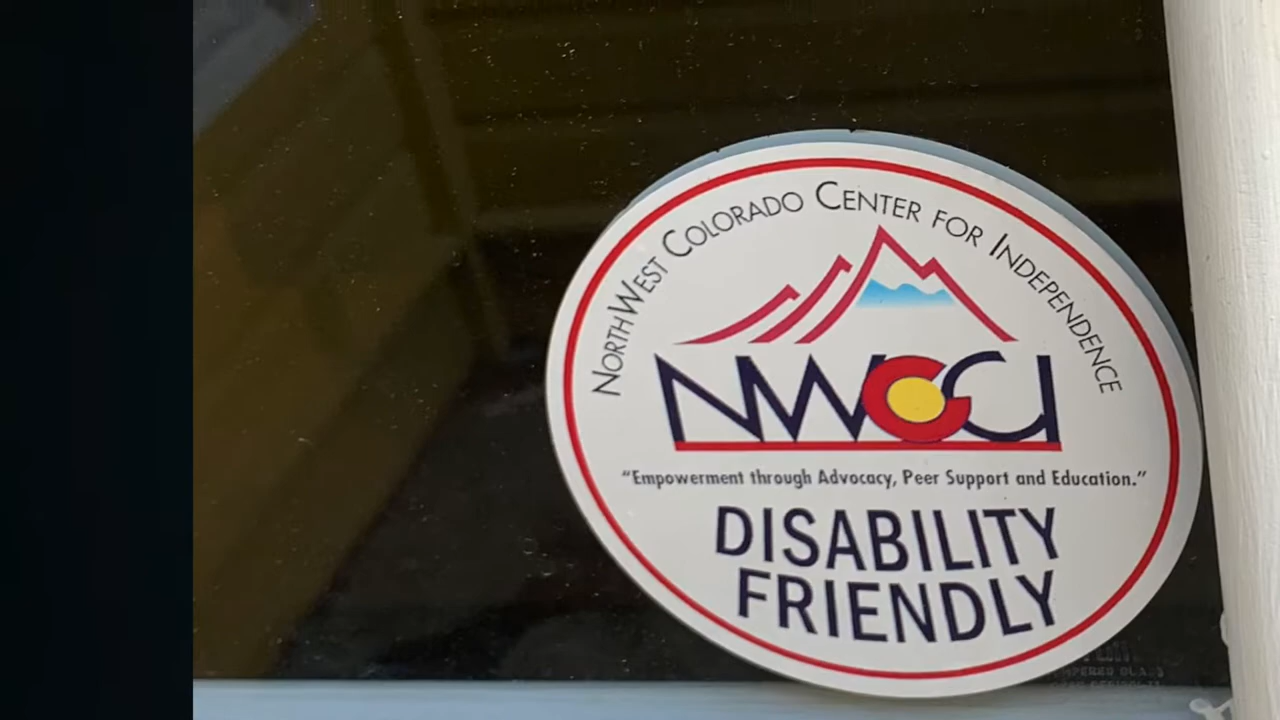 NORTHWEST COLORADO CENTER FOR INDEPENDENCE
NWCCI
“Empowerment through Advocacy, Peer Support and Education.”
DISABILITY
FRIENDLY